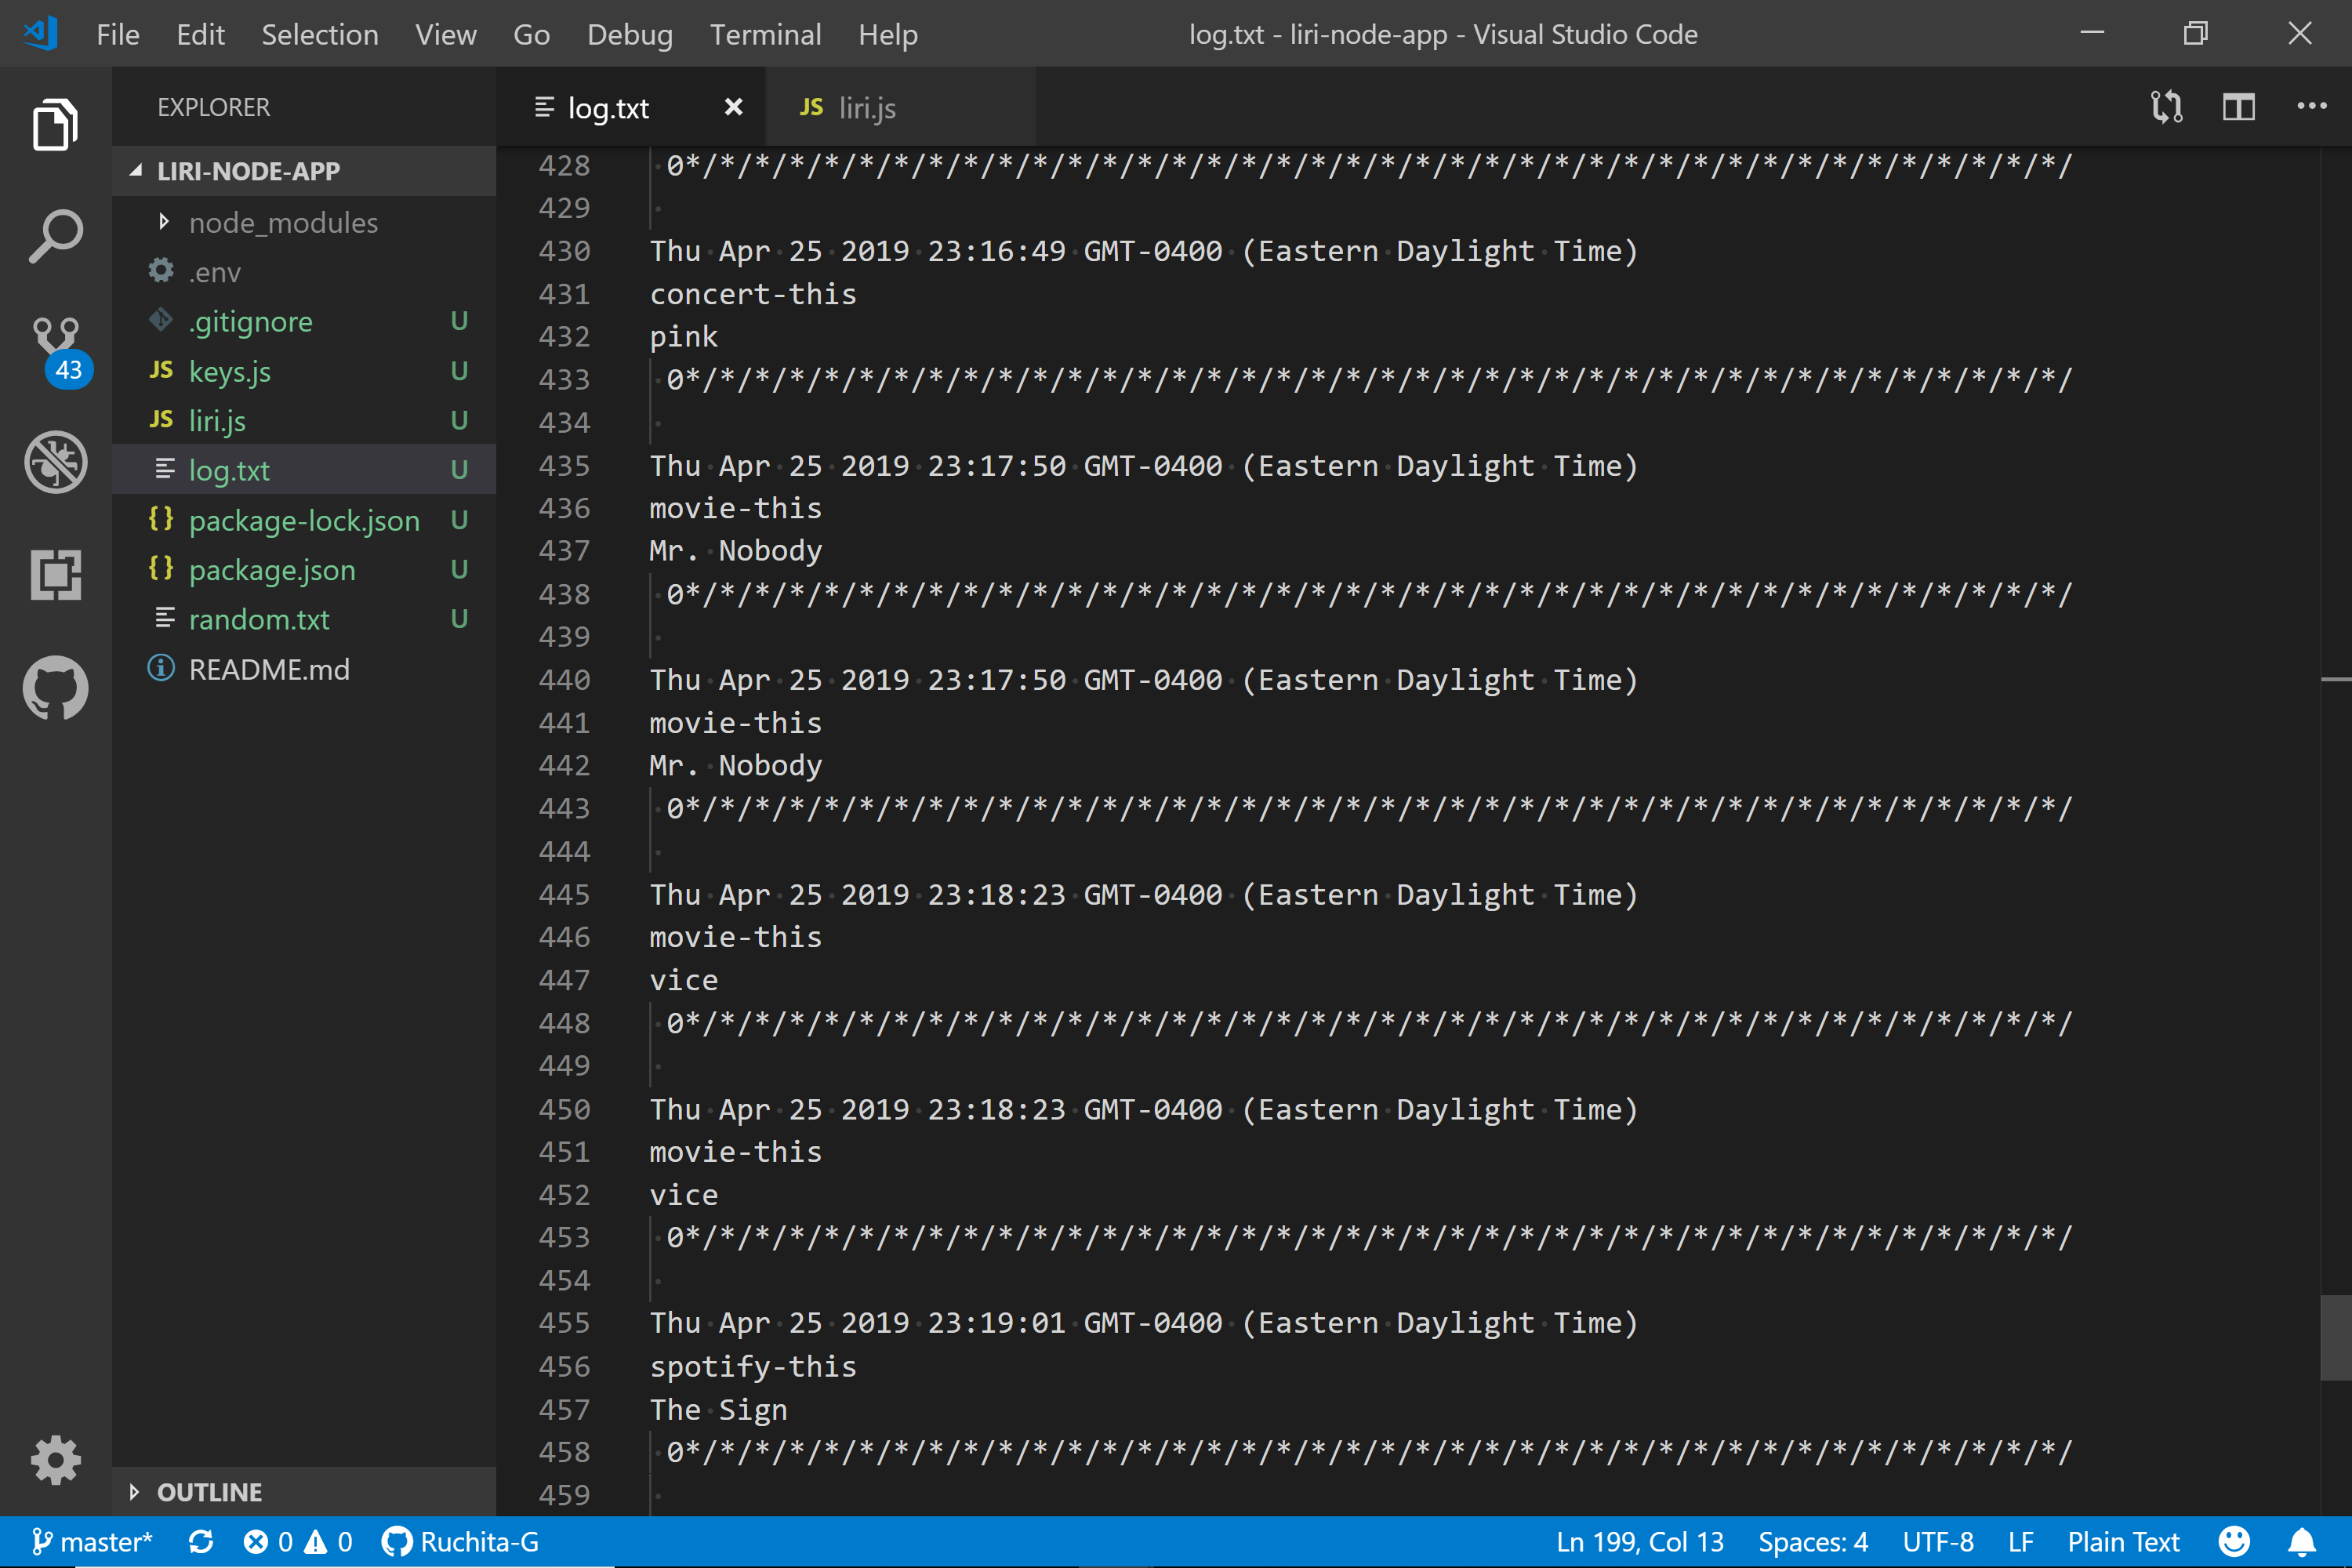 File Edit Selection View Go Debug Terminal Help
log.txt - liri-node-app - Visual Studio Code
EXPLORER
LIRI-NODE-APP
node_modules
.env
.gitignore U
JS keys.js U
JS liri.js U
log.txt U
{} package-lock.json U
{} package.json U
random.txt U
README.md
43
OUTLINE
log.txt
JS liri.js
428 0*/*/*/*/*/*/*/*/*/*/*/*/*/*/*/*/*/*/*/*/*/*/*/*/*/*/*/*/*/*/*/*/*/*/*/*/*/*/*/*/
429
430 Thu Apr 25 2019 23:16:49 GMT-0400 (Eastern Daylight Time)
431 concert-this
432 pink
433 0*/*/*/*/*/*/*/*/*/*/*/*/*/*/*/*/*/*/*/*/*/*/*/*/*/*/*/*/*/*/*/*/*/*/*/*/*/*/*/*/
434
435 Thu Apr 25 2019 23:17:50 GMT-0400 (Eastern Daylight Time)
436 movie-this
437 Mr. Nobody
438 0*/*/*/*/*/*/*/*/*/*/*/*/*/*/*/*/*/*/*/*/*/*/*/*/*/*/*/*/*/*/*/*/*/*/*/*/*/*/*/*/
439
440 Thu Apr 25 2019 23:17:50 GMT-0400 (Eastern Daylight Time)
441 movie-this
442 Mr. Nobody
443 0*/*/*/*/*/*/*/*/*/*/*/*/*/*/*/*/*/*/*/*/*/*/*/*/*/*/*/*/*/*/*/*/*/*/*/*/*/*/*/*/
444
445 Thu Apr 25 2019 23:18:23 GMT-0400 (Eastern Daylight Time)
446 movie-this
447 vice
448 0*/*/*/*/*/*/*/*/*/*/*/*/*/*/*/*/*/*/*/*/*/*/*/*/*/*/*/*/*/*/*/*/*/*/*/*/*/*/*/*/
449
450 Thu Apr 25 2019 23:18:23 GMT-0400 (Eastern Daylight Time)
451 movie-this
452 vice
453 0*/*/*/*/*/*/*/*/*/*/*/*/*/*/*/*/*/*/*/*/*/*/*/*/*/*/*/*/*/*/*/*/*/*/*/*/*/*/*/*/
454
455 Thu Apr 25 2019 23:19:01 GMT-0400 (Eastern Daylight Time)
456 spotify-this
457 The Sign
458 0*/*/*/*/*/*/*/*/*/*/*/*/*/*/*/*/*/*/*/*/*/*/*/*/*/*/*/*/*/*/*/*/*/*/*/*/*/*/*/*/
459
master* 0 0 Ruchita-G Ln 199, Col 13 Spaces: 4 UTF-8 LF Plain Text